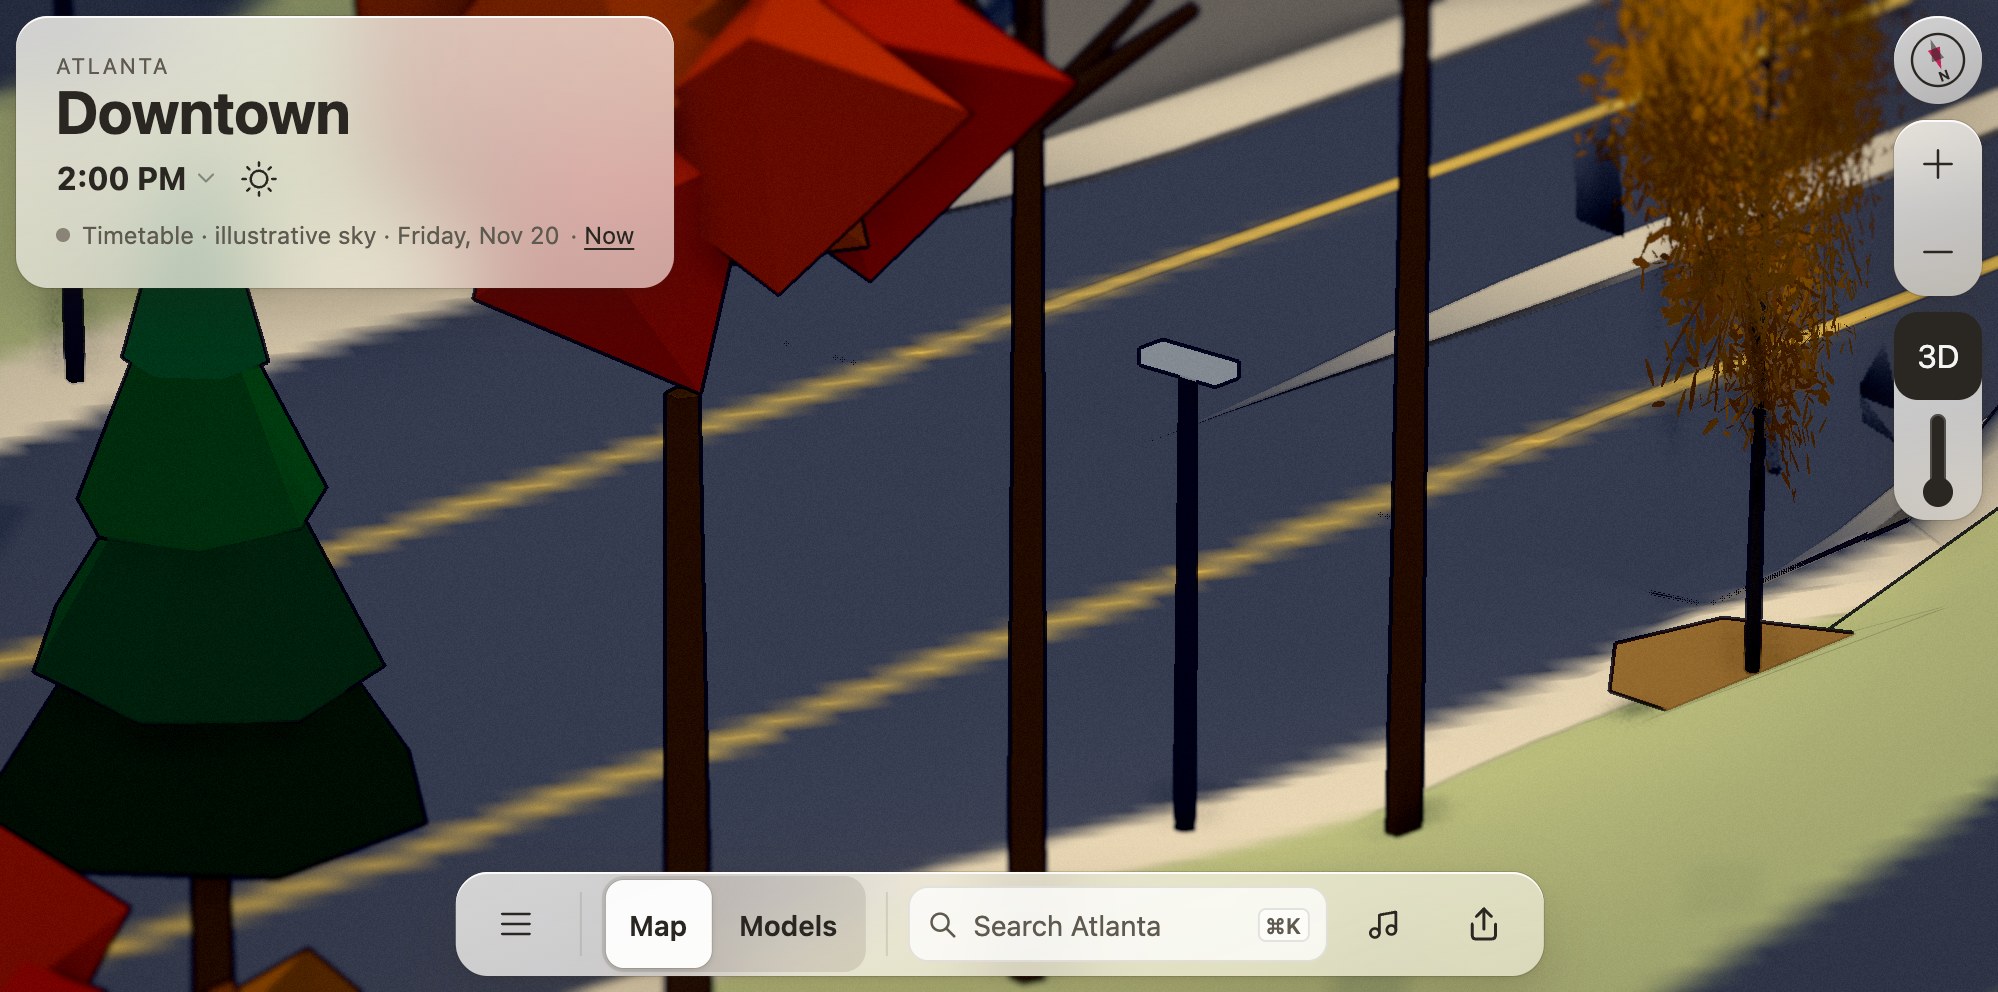 ATLANTA
Downtown
2:00 PM
Timetable · illustrative sky · Friday, Nov 20 · Now
N
3D
Map
Models
Search Atlanta
⌘K